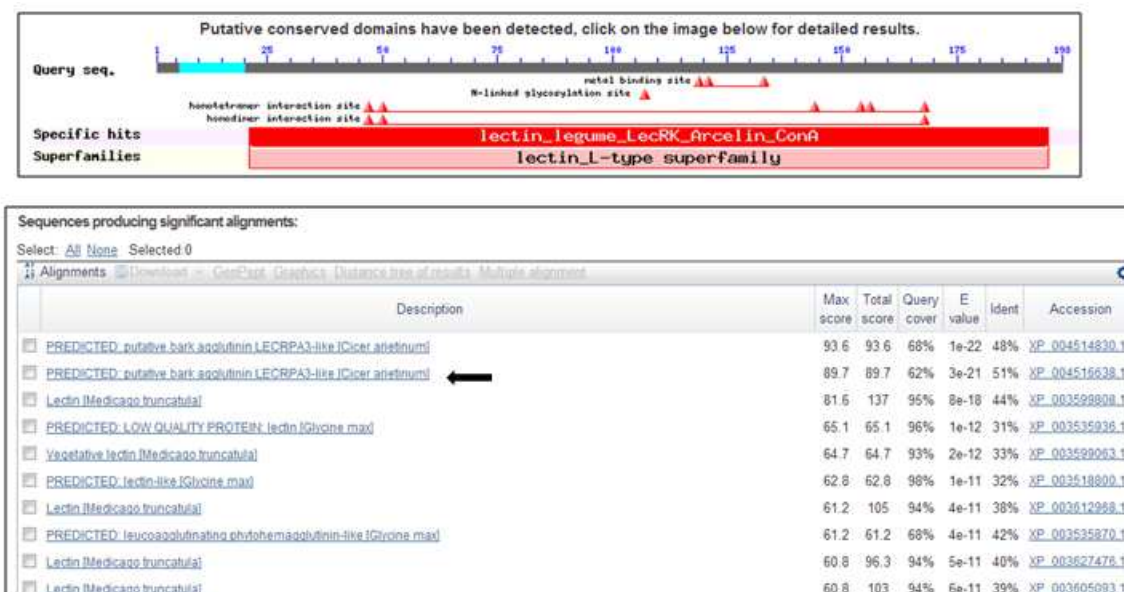 Putative conserved domains have been detected, click on the image below for detailed results.
1 25 50 75 100 125 150 175 198
Query seq.
metal binding site
N-linked glycosylation site
homotetramer interaction site
homodimer interaction site
Specific hits lectin_legume_LecRK_Arcelin_ConA
Superfamilies lectin_L-type superfamily
Sequences producing significant alignments:
Select: All None Selected:0
Alignments Download GenPept Graphics Distance tree of results Multiple alignment
Description Max score Total score Query cover E value Ident Accession
PREDICTED: putative bark agglutinin LECRPA3-like [Cicer arietinum] 93.6 93.6 68% 1e-22 48% XP_004514830.1
PREDICTED: putative bark agglutinin LECRPA3-like [Cicer arietinum] 89.7 89.7 62% 3e-21 51% XP_004516638.1
Lectin [Medicago truncatula] 81.6 137 95% 8e-18 44% XP_003599808.1
PREDICTED: LOW QUALITY PROTEIN: lectin [Glycine max] 65.1 65.1 96% 1e-12 31% XP_003535936.1
Vegetative lectin [Medicago truncatula] 64.7 64.7 93% 2e-12 33% XP_003599063.1
PREDICTED: lectin-like [Glycine max] 62.8 62.8 98% 1e-11 32% XP_003518800.1
Lectin [Medicago truncatula] 61.2 105 94% 4e-11 38% XP_003612968.1
PREDICTED: leucoagglutinating phytohemagglutinin-like [Glycine max] 61.2 61.2 68% 4e-11 42% XP_003535870.1
Lectin [Medicago truncatula] 60.8 96.3 94% 5e-11 40% XP_003627476.1
Lectin [Medicago truncatula] 60.8 103 94% 6e-11 39% XP_003605093.1